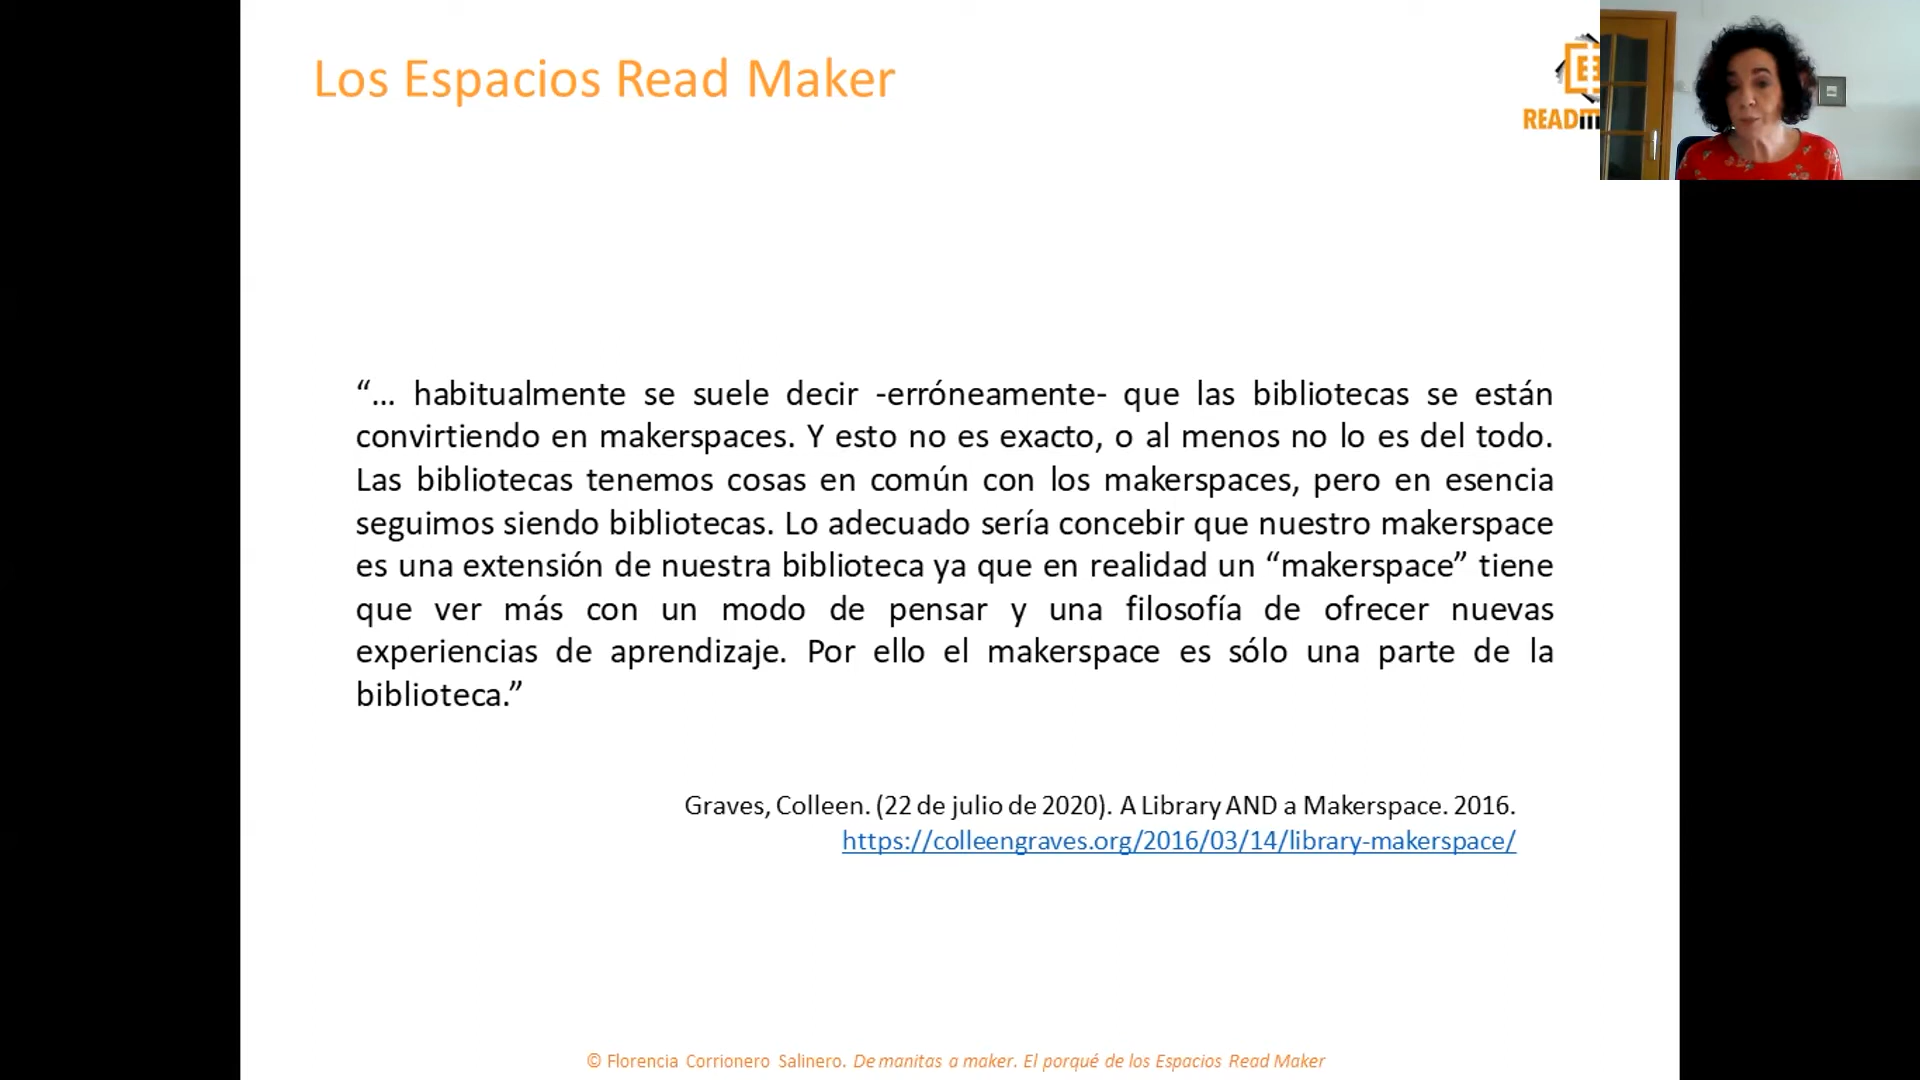 Los Espacios Read Maker
READm
“… habitualmente se suele decir -erróneamente- que las bibliotecas se están
convirtiendo en makerspaces. Y esto no es exacto, o al menos no lo es del todo.
Las bibliotecas tenemos cosas en común con los makerspaces, pero en esencia
seguimos siendo bibliotecas. Lo adecuado sería concebir que nuestro makerspace
es una extensión de nuestra biblioteca ya que en realidad un “makerspace” tiene
que ver más con un modo de pensar y una filosofía de ofrecer nuevas
experiencias de aprendizaje. Por ello el makerspace es sólo una parte de la
biblioteca.”
Graves, Colleen. (22 de julio de 2020). A Library AND a Makerspace. 2016.
https://colleengraves.org/2016/03/14/library-makerspace/
© Florencia Corrionero Salinero. De manitas a maker. El porqué de los Espacios Read Maker